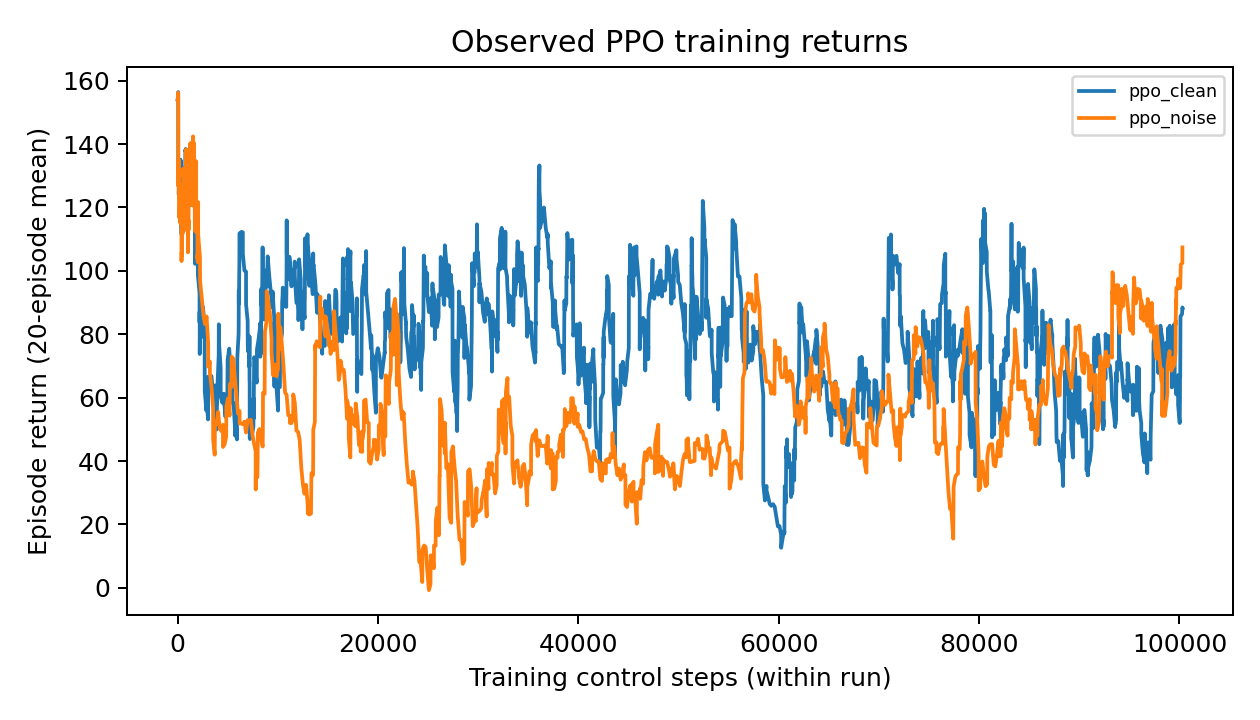 Observed PPO training returns
ppo_clean
ppo_noise
Episode return (20-episode mean)
160
140
120
100
80
60
40
20
0
0 20000 40000 60000 80000 100000
Training control steps (within run)